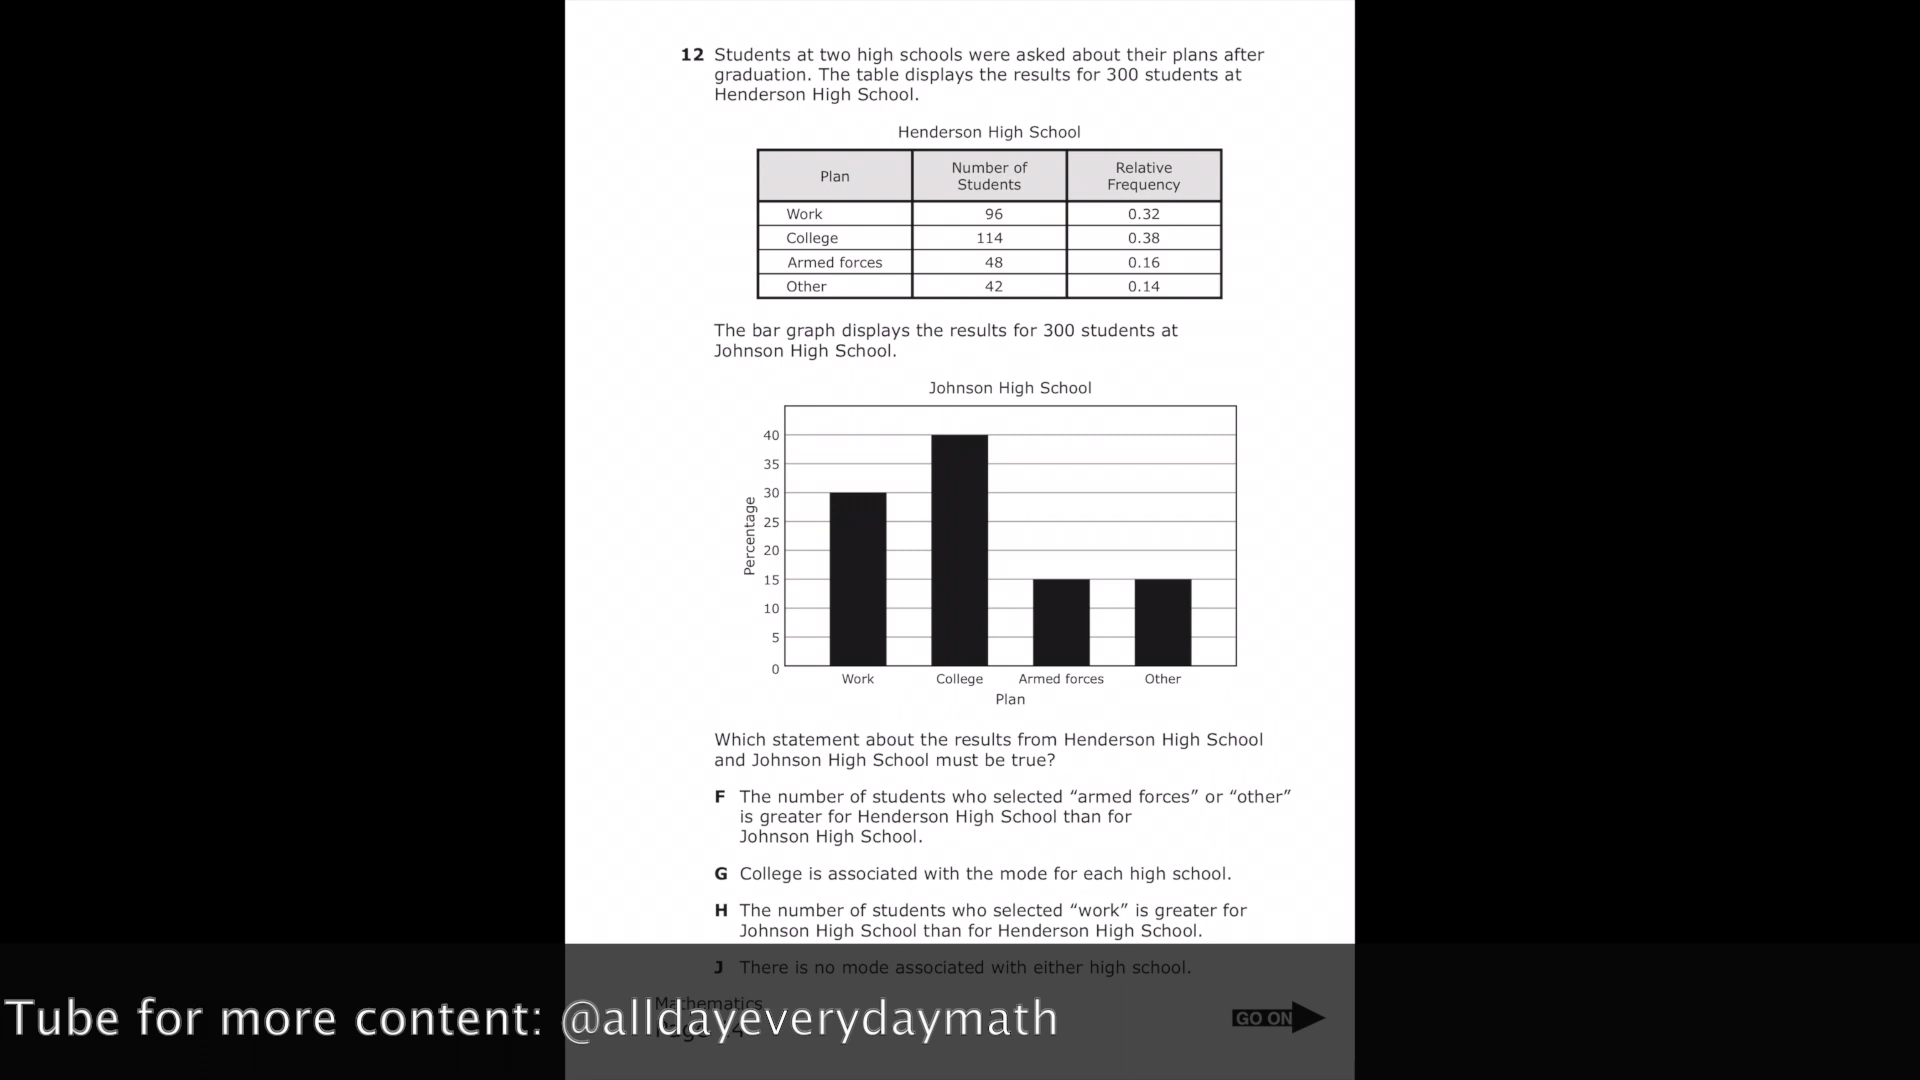 12 Students at two high schools were asked about their plans after
graduation. The table displays the results for 300 students at
Henderson High School.
Henderson High School
Plan Number of Students Relative Frequency
Work 96 0.32
College 114 0.38
Armed forces 48 0.16
Other 42 0.14
The bar graph displays the results for 300 students at
Johnson High School.
Johnson High School
Percentage
40
35
30
25
20
15
10
5
0
Work College Armed forces Other
Plan
Which statement about the results from Henderson High School
and Johnson High School must be true?
F The number of students who selected “armed forces” or “other”
is greater for Henderson High School than for
Johnson High School.
G College is associated with the mode for each high school.
H The number of students who selected “work” is greater for
Johnson High School than for Henderson High School.
J There is no mode associated with either high school.
Mathematics
GO ON
Tube for more content: @alldayeverydaymath